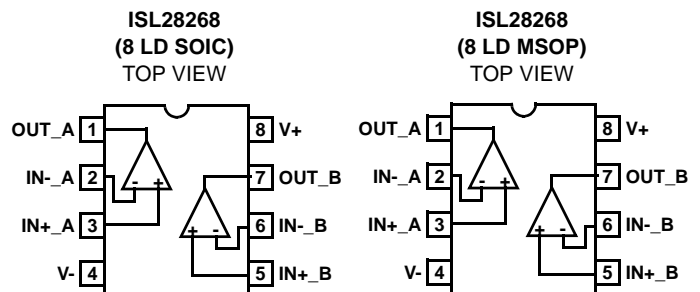 ISL28268
(8 LD SOIC)
TOP VIEW
OUT_A 1
8 V+
IN-_A 2
- +
7 OUT_B
IN+_A 3
+ -
6 IN-_B
V- 4
5 IN+_B
ISL28268
(8 LD MSOP)
TOP VIEW
OUT_A 1
8 V+
IN-_A 2
- +
7 OUT_B
IN+_A 3
+ -
6 IN-_B
V- 4
5 IN+_B